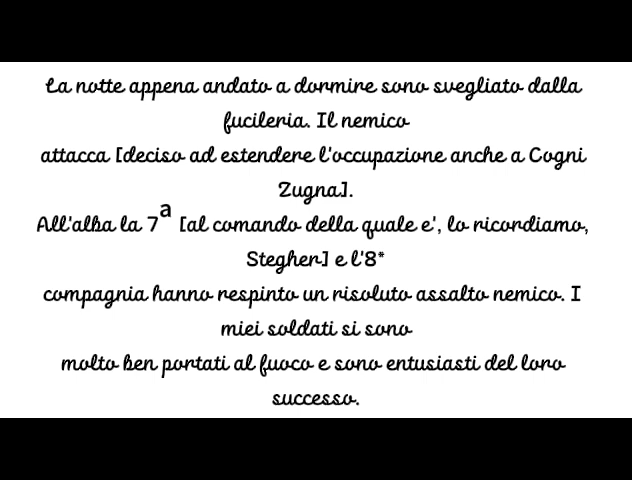 La notte appena andato a dormire sono svegliato dalla
fucileria. Il nemico
attacca [deciso ad estendere l'occupazione anche a Cogni
Zugna].
All'alba la 7ª [al comando della quale e', lo ricordiamo,
Stegher] e l'8*
compagnia hanno respinto un risoluto assalto nemico. I
miei soldati si sono
molto ben portati al fuoco e sono entusiasti del loro
successo.